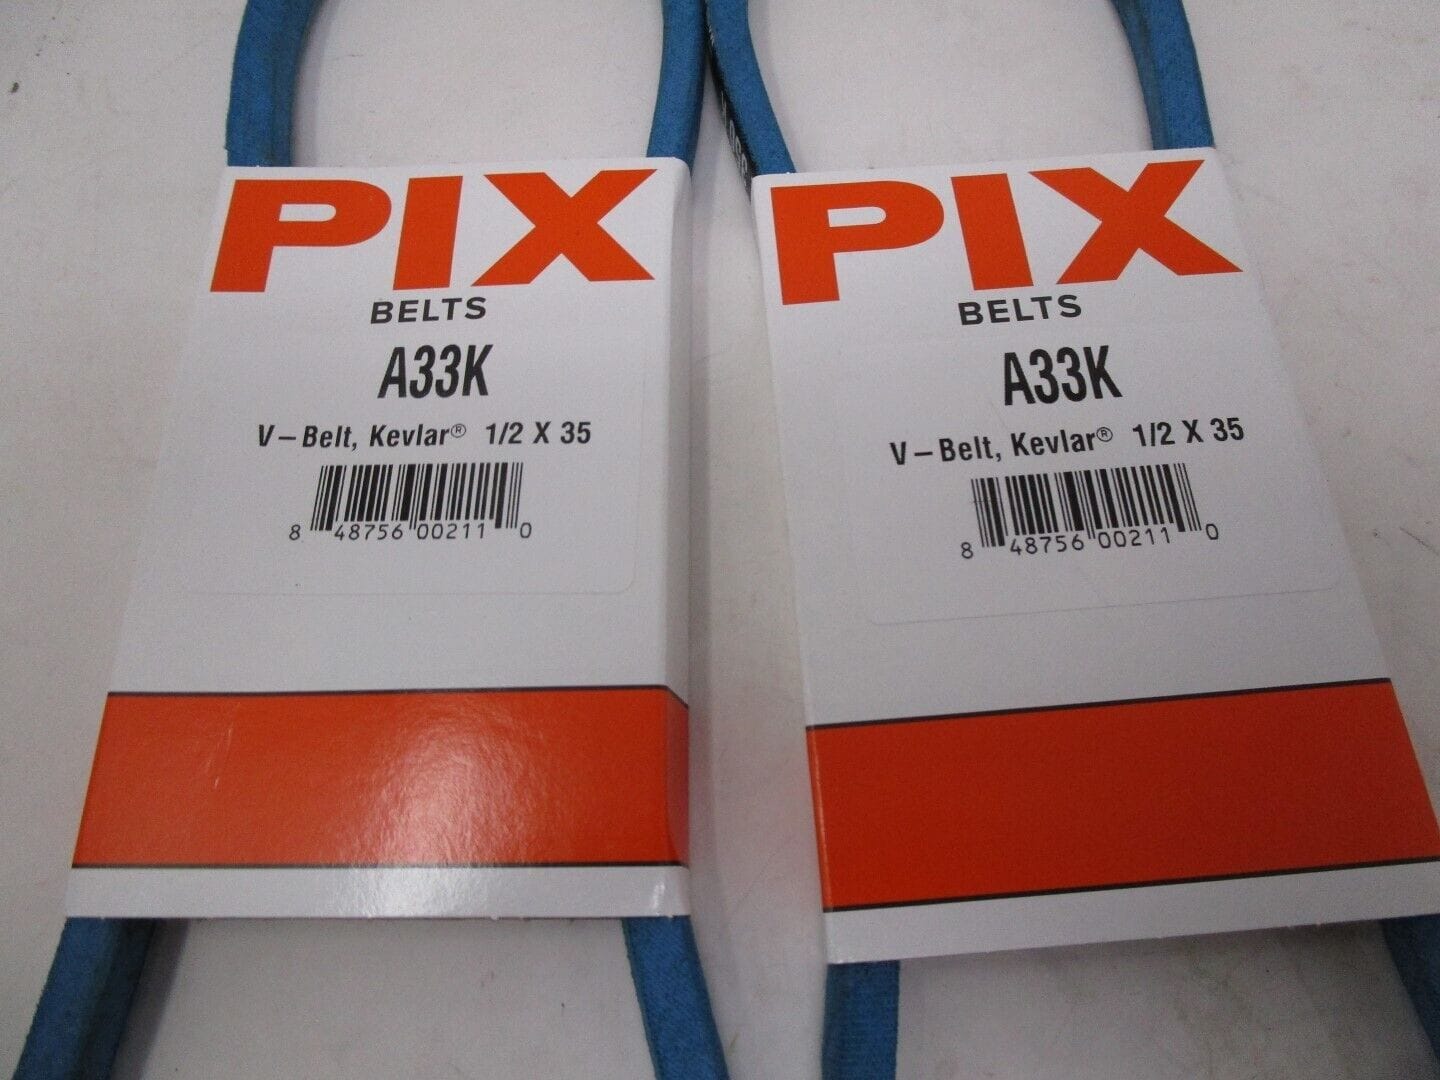 PIX
BELTS
A33K
V-Belt, Kevlar® 1/2 X 35
8 48756 00211 0
PIX
BELTS
A33K
V-Belt, Kevlar® 1/2 X 35
8 48756 00211 0